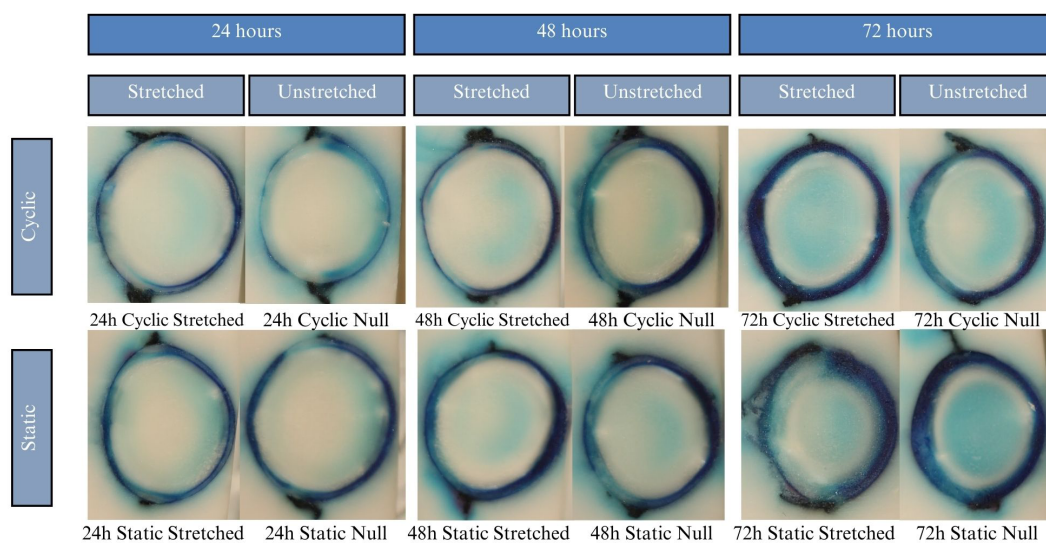 24 hours
48 hours
72 hours
Stretched
Unstretched
Stretched
Unstretched
Stretched
Unstretched
Cyclic
24h Cyclic Stretched
24h Cyclic Null
48h Cyclic Stretched
48h Cyclic Null
72h Cyclic Stretched
72h Cyclic Null
Static
24h Static Stretched
24h Static Null
48h Static Stretched
48h Static Null
72h Static Stretched
72h Static Null